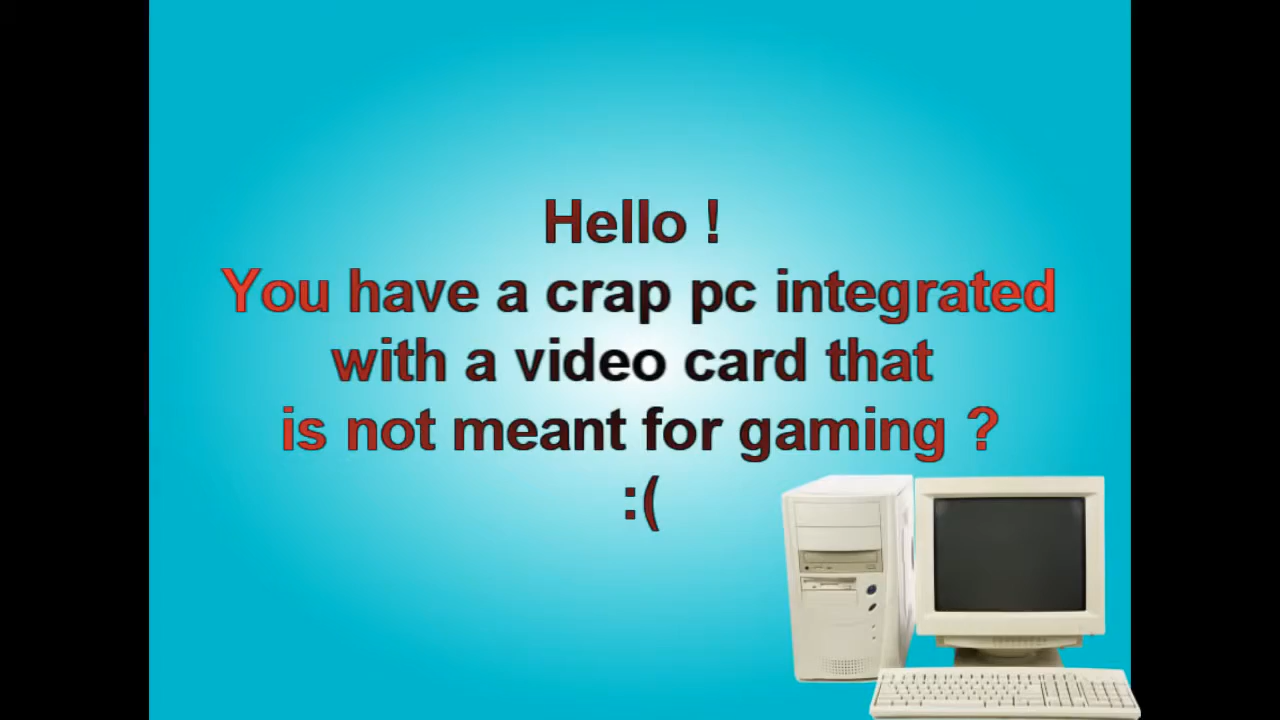 Hello !
You have a crap pc integrated
with a video card that
is not meant for gaming ?
:(